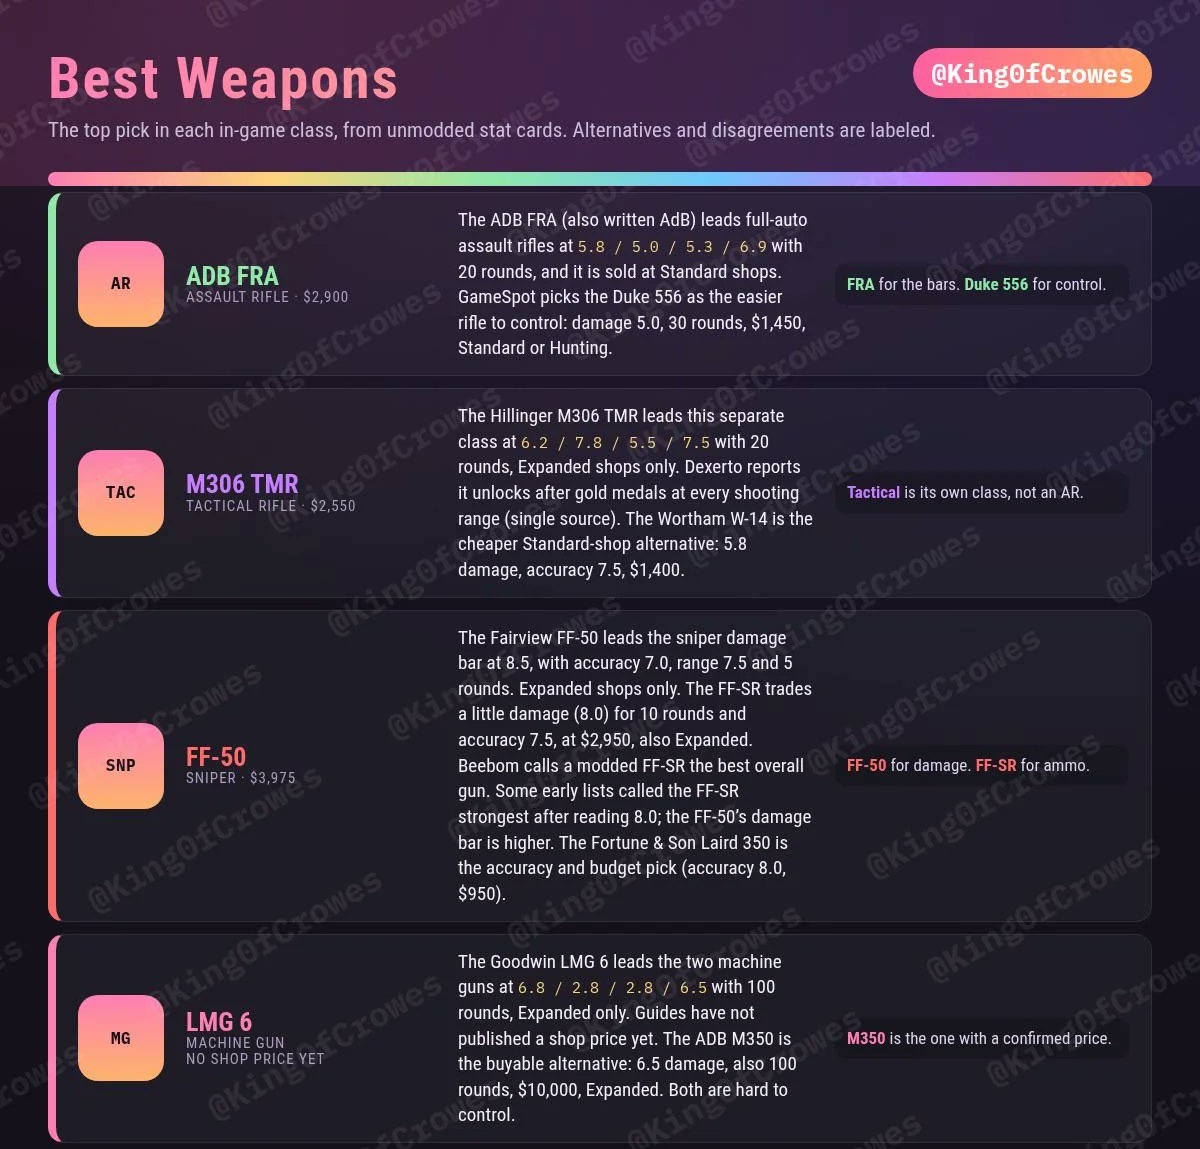 Best Weapons
@KingOfCrowes
The top pick in each in-game class, from unmodded stat cards. Alternatives and disagreements are labeled.
AR
ADB FRA
ASSAULT RIFLE · $2,900
The ADB FRA (also written AdB) leads full-auto
assault rifles at 5.8 / 5.0 / 5.3 / 6.9 with
20 rounds, and it is sold at Standard shops.
GameSpot picks the Duke 556 as the easier
rifle to control: damage 5.0, 30 rounds, $1,450,
Standard or Hunting.
FRA for the bars. Duke 556 for control.
TAC
M306 TMR
TACTICAL RIFLE · $2,550
The Hillinger M306 TMR leads this separate
class at 6.2 / 7.8 / 5.5 / 7.5 with 20
rounds, Expanded shops only. Dexerto reports
it unlocks after gold medals at every shooting
range (single source). The Wortham W-14 is the
cheaper Standard-shop alternative: 5.8
damage, accuracy 7.5, $1,400.
Tactical is its own class, not an AR.
SNP
FF-50
SNIPER · $3,975
The Fairview FF-50 leads the sniper damage
bar at 8.5, with accuracy 7.0, range 7.5 and 5
rounds. Expanded shops only. The FF-SR trades
a little damage (8.0) for 10 rounds and
accuracy 7.5, at $2,950, also Expanded.
Beebom calls a modded FF-SR the best overall
gun. Some early lists called the FF-SR
strongest after reading 8.0; the FF-50’s damage
bar is higher. The Fortune & Son Laird 350 is
the accuracy and budget pick (accuracy 8.0,
$950).
FF-50 for damage. FF-SR for ammo.
MG
LMG 6
MACHINE GUN
NO SHOP PRICE YET
The Goodwin LMG 6 leads the two machine
guns at 6.8 / 2.8 / 2.8 / 6.5 with 100
rounds, Expanded only. Guides have not
published a shop price yet. The ADB M350 is
the buyable alternative: 6.5 damage, also 100
rounds, $10,000, Expanded. Both are hard to
control.
M350 is the one with a confirmed price.